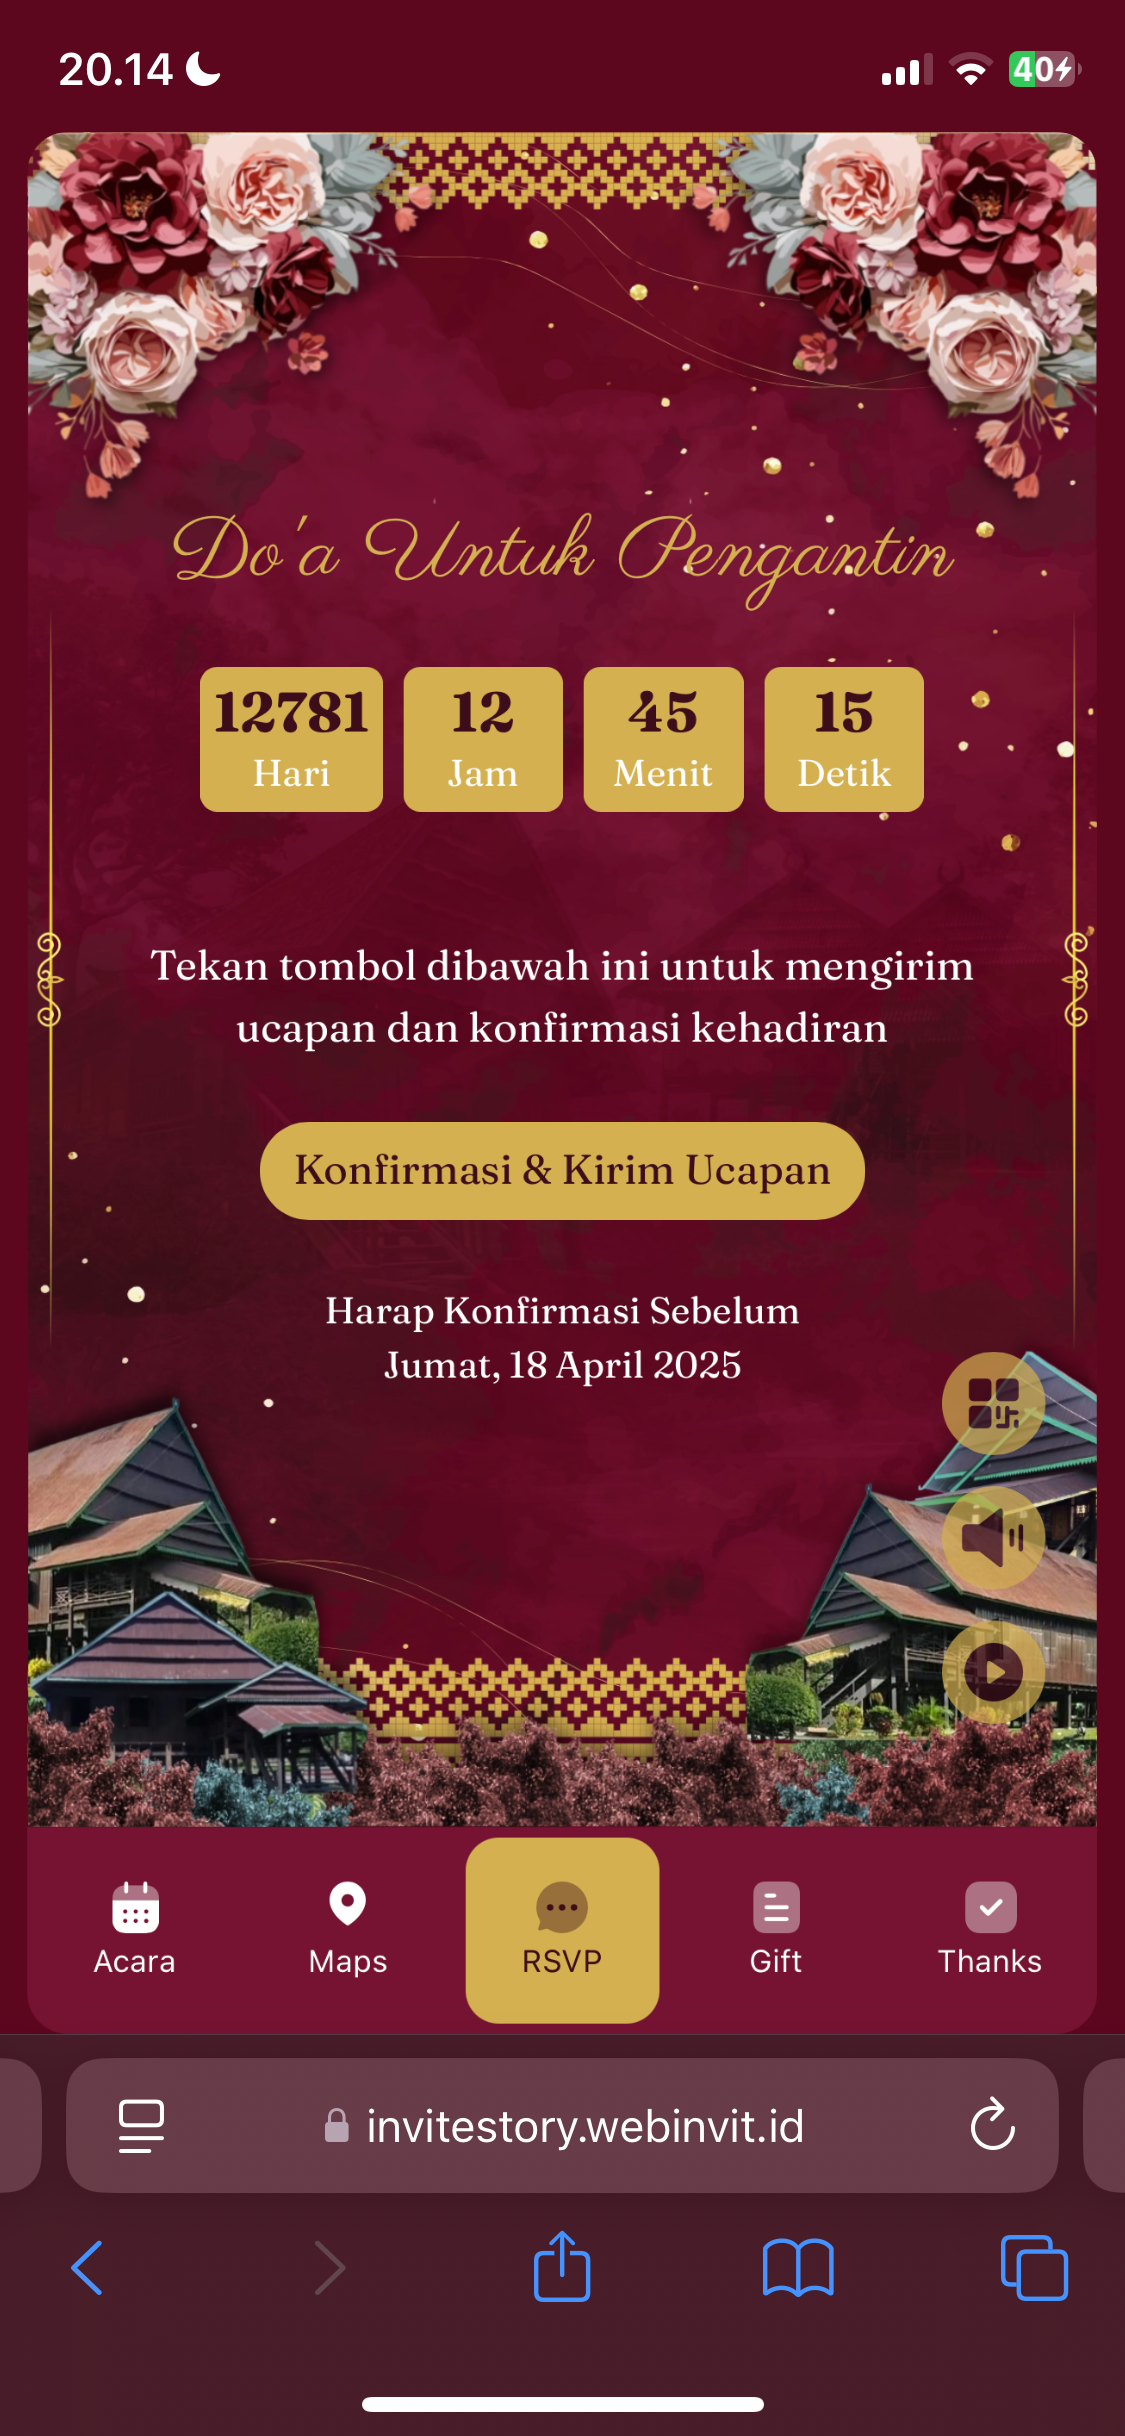 20.14
40
Do'a Untuk Pengantin
12781 12 45 15
Hari Jam Menit Detik
Tekan tombol dibawah ini untuk mengirim
ucapan dan konfirmasi kehadiran
Konfirmasi & Kirim Ucapan
Harap Konfirmasi Sebelum
Jumat, 18 April 2025
Acara Maps RSVP Gift Thanks
invitestory.webinvit.id